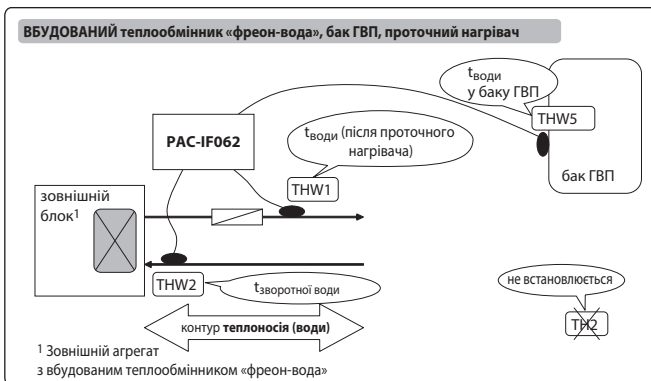 ВБУДОВАНИЙ теплообмінник «фреон-вода», бак ГВП, проточний нагрівач
tводи
у баку ГВП
THW5
tводи (після проточного
нагрівача)
PAC-IF062
THW1
бак ГВП
зовнішній
блок¹
THW2
tзворотної води
не встановлюється
TH2
контур теплоносія (води)
¹ Зовнішній агрегат
з вбудованим теплообмінником «фреон-вода»